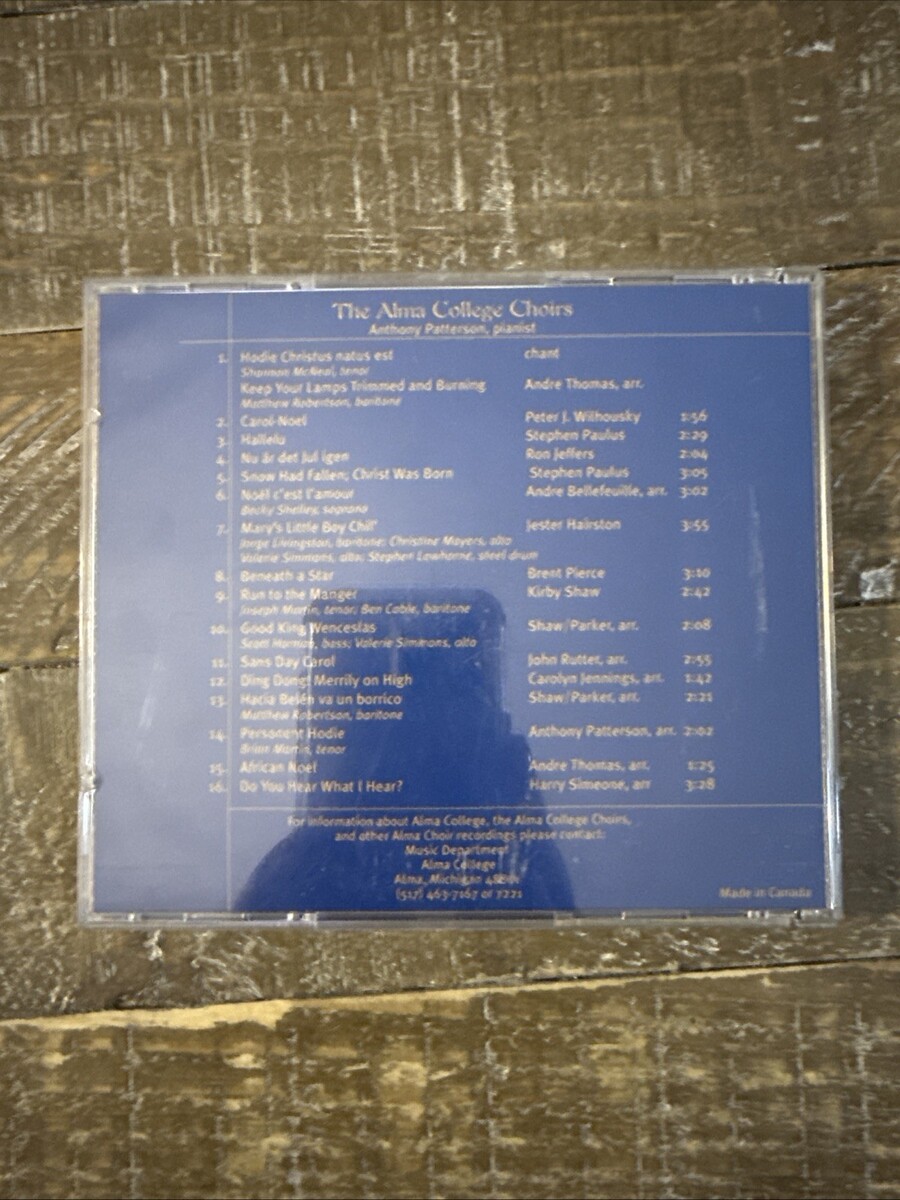 The Alma College Choirs
Anthony Patterson, pianist
1. Hodie Christus natus est chant
Shannan McNeal, tenor
Keep Your Lamps Trimmed and Burning Andre Thomas, arr.
Matthew Robertson, baritone
2. Carol-Noel Peter J. Wilhousky 1:56
3. Hallelu Stephen Paulus 2:29
4. Nu är det Jul igen Ron Jeffers 2:04
5. Snow Had Fallen; Christ Was Born Stephen Paulus 3:05
6. Noël c'est l'amour Andre Bellefeuille, arr. 3:02
Becky Shelley, soprano
7. Mary's Little Boy Chill' Jester Hairston 3:55
Jorge Livingston, baritone; Christine Mayers, alto
Valerie Simmons, alto; Stephen Lawhorne, steel drum
8. Beneath a Star Brent Pierce 3:10
9. Run to the Manger Kirby Shaw 2:42
Joseph Martin, tenor; Ben Cable, baritone
10. Good King Wenceslas Shaw/Parker, arr. 2:08
Scott Harman, bass; Valerie Simmons, alto
11. Sans Day Carol John Rutter, arr. 2:55
12. Ding Dong! Merrily on High Carolyn Jennings, arr. 1:42
13. Hacia Belén va un borrico Shaw/Parker, arr. 2:21
Matthew Robertson, baritone
14. Personent Hodie Anthony Patterson, arr. 2:02
Brian Martin, tenor
15. African Noel Andre Thomas, arr. 1:25
16. Do You Hear What I Hear? Harry Simeone, arr 3:28
For information about Alma College, the Alma College Choirs,
and other Alma Choir recordings please contact:
Music Department
Alma College
Alma, Michigan
(517) 463-7167 or 7221
Made in Canada